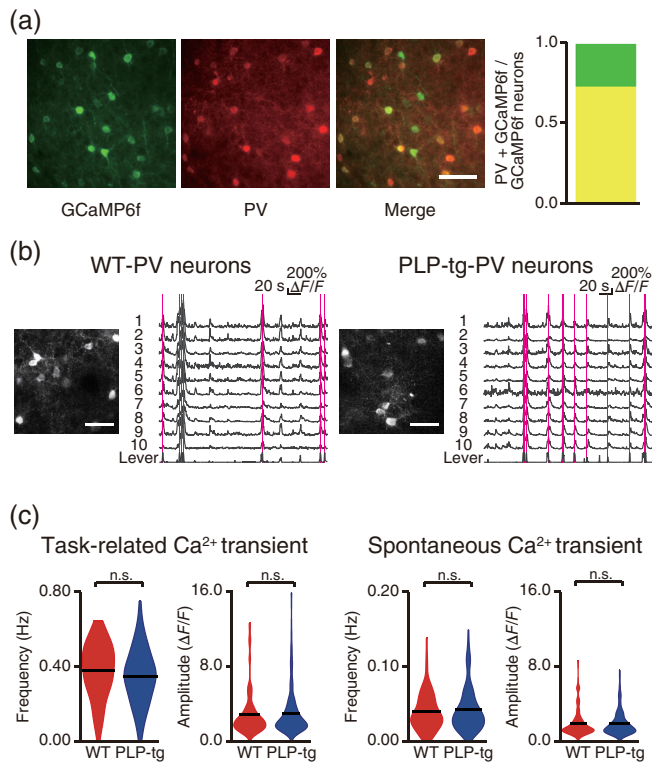 (a)
GCaMP6f
PV
Merge
PV + GCaMP6f /
GCaMP6f neurons
1.0
0.5
0.0
(b)
WT-PV neurons
20 s
200%
ΔF/F
1
2
3
4
5
6
7
8
9
10
Lever
PLP-tg-PV neurons
20 s
200%
ΔF/F
1
2
3
4
5
6
7
8
9
10
Lever
(c)
Task-related Ca²⁺ transient
Frequency (Hz)
0.80
0.40
0.00
n.s.
WT PLP-tg
Amplitude (ΔF/F)
16.0
8.0
0.0
n.s.
WT PLP-tg
Spontaneous Ca²⁺ transient
Frequency (Hz)
0.20
0.10
0.00
n.s.
WT PLP-tg
Amplitude (ΔF/F)
16.0
8.0
0.0
n.s.
WT PLP-tg